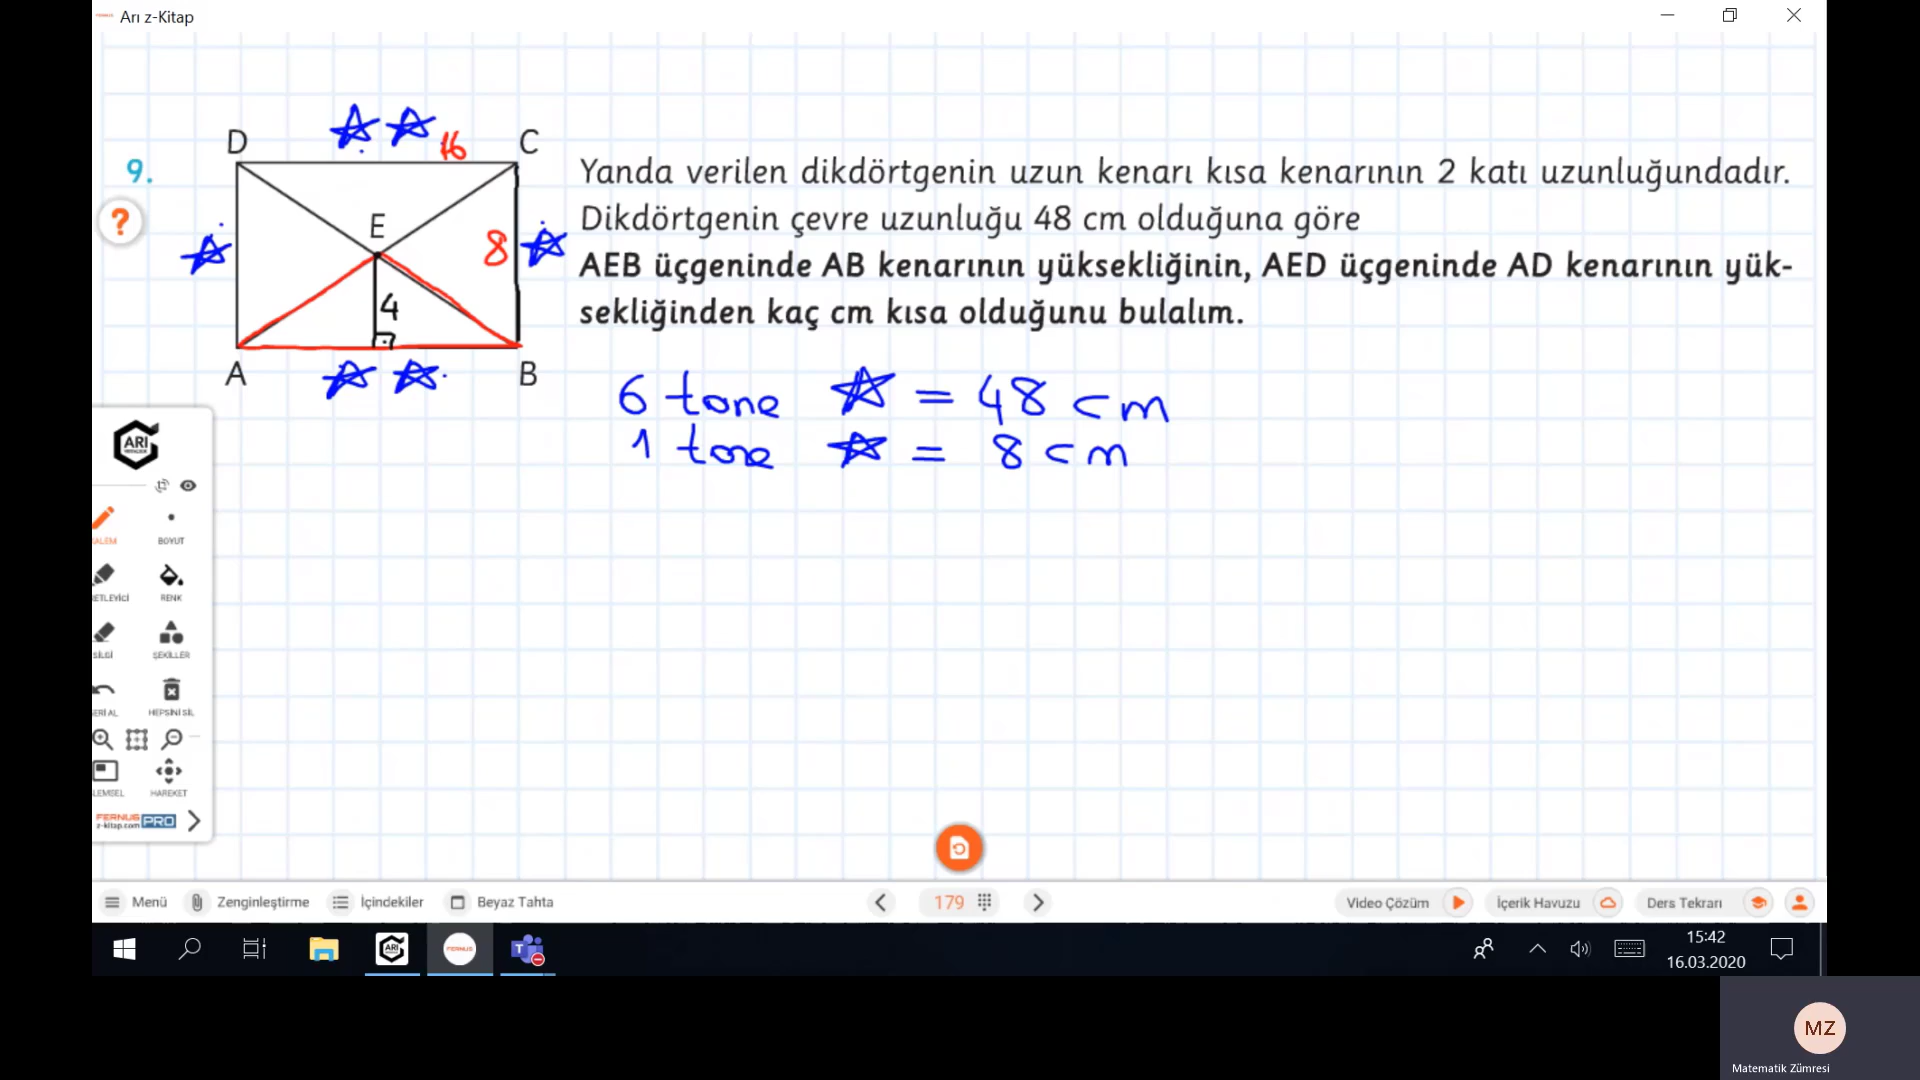 Arı z-Kitap
9.
D
16
C
E
8
4
A
B
Yanda verilen dikdörtgenin uzun kenarı kısa kenarının 2 katı uzunluğundadır.
Dikdörtgenin çevre uzunluğu 48 cm olduğuna göre
AEB üçgeninde AB kenarının yüksekliğinin, AED üçgeninde AD kenarının yük-
sekliğinden kaç cm kısa olduğunu bulalım.
6 tane = 48 cm
1 tane = 8 cm
ARI
BOYUT
RENK
ŞEKİLLER
HEPSİNİ SİL
HAREKET
FERNUS PRO
z-kitap.com
Menü Zenginleştirme İçindekiler Beyaz Tahta 179 Video Çözüm İçerik Havuzu Ders Tekrarı
15:42
16.03.2020
MZ
Matematik Zümresi